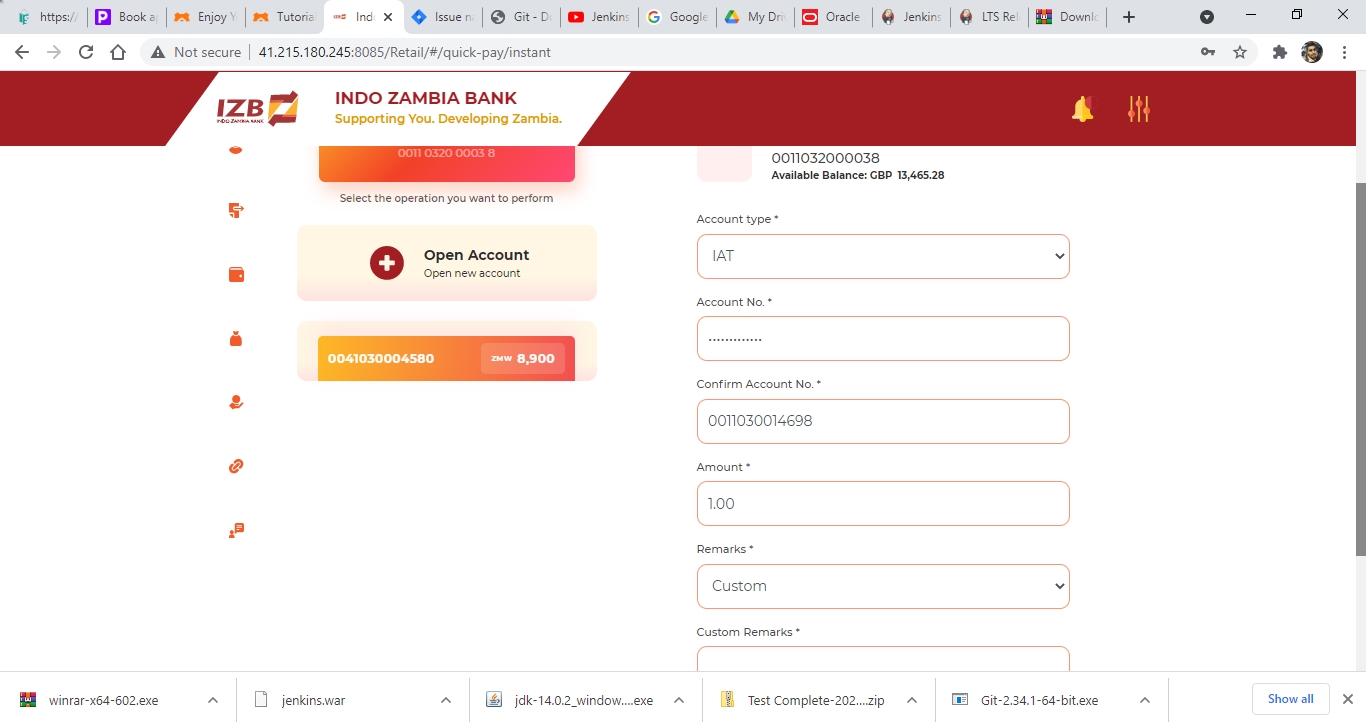 https:/
Book a
Enjoy Y
Tutoria
Ind
Issue n
Git - D
Jenkins
Google
My Dri
Oracle
Jenkins
LTS Rel
Downlo
Not secure
41.215.180.245:8085/Retail/#/quick-pay/instant
IZB
INDO ZAMBIA BANK
INDO ZAMBIA BANK
Supporting You. Developing Zambia.
0011 0320 0003 8
Select the operation you want to perform
Open Account
Open new account
0041030004580
ZMW 8,900
0011032000038
Available Balance: GBP 13,465.28
Account type *
IAT
Account No. *
•••••••••••••
Confirm Account No. *
0011030014698
Amount *
1.00
Remarks *
Custom
Custom Remarks *
winrar-x64-602.exe
jenkins.war
jdk-14.0.2_window....exe
Test Complete-202....zip
Git-2.34.1-64-bit.exe
Show all